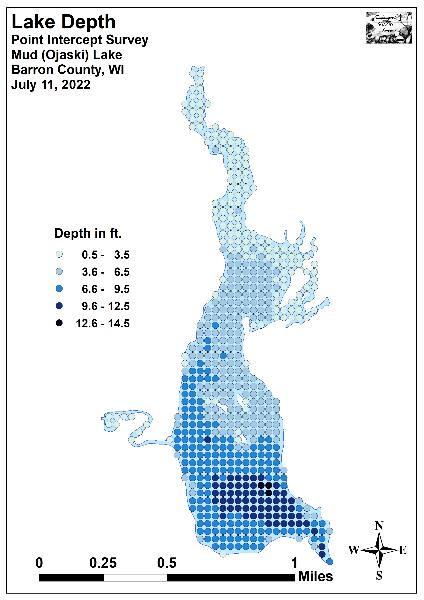 Lake Depth
Point Intercept Survey
Mud (Ojaski) Lake
Barron County, WI
July 11, 2022
Depth in ft.
0.5 - 3.5
3.6 - 6.5
6.6 - 9.5
9.6 - 12.5
12.6 - 14.5
N
W E
S
0 0.25 0.5 1
Miles